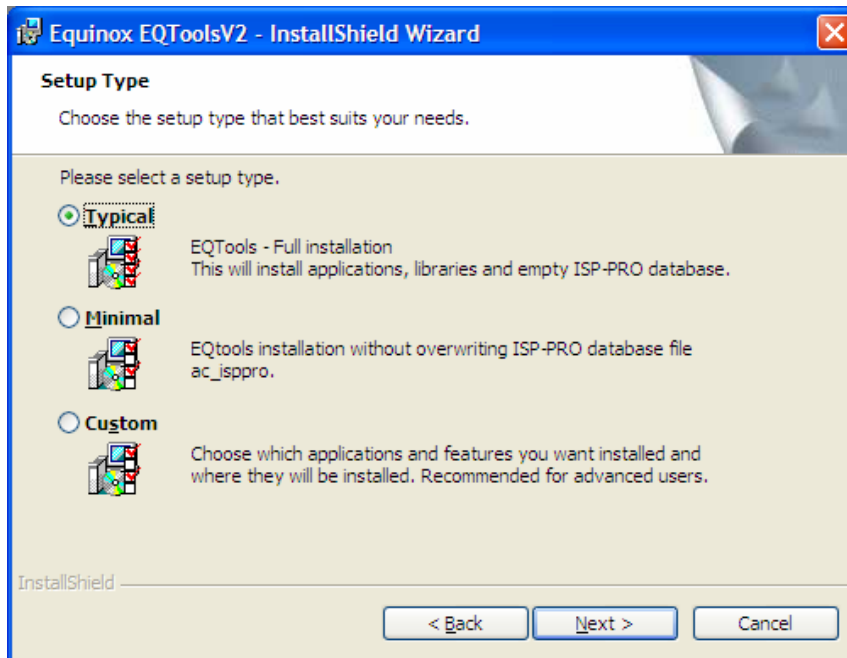 Equinox EQToolsV2 - InstallShield Wizard
Setup Type
Choose the setup type that best suits your needs.
Please select a setup type.
Typical
EQTools - Full installation
This will install applications, libraries and empty ISP-PRO database.
Minimal
EQtools installation without overwriting ISP-PRO database file
ac_isppro.
Custom
Choose which applications and features you want installed and
where they will be installed. Recommended for advanced users.
InstallShield
< Back
Next >
Cancel